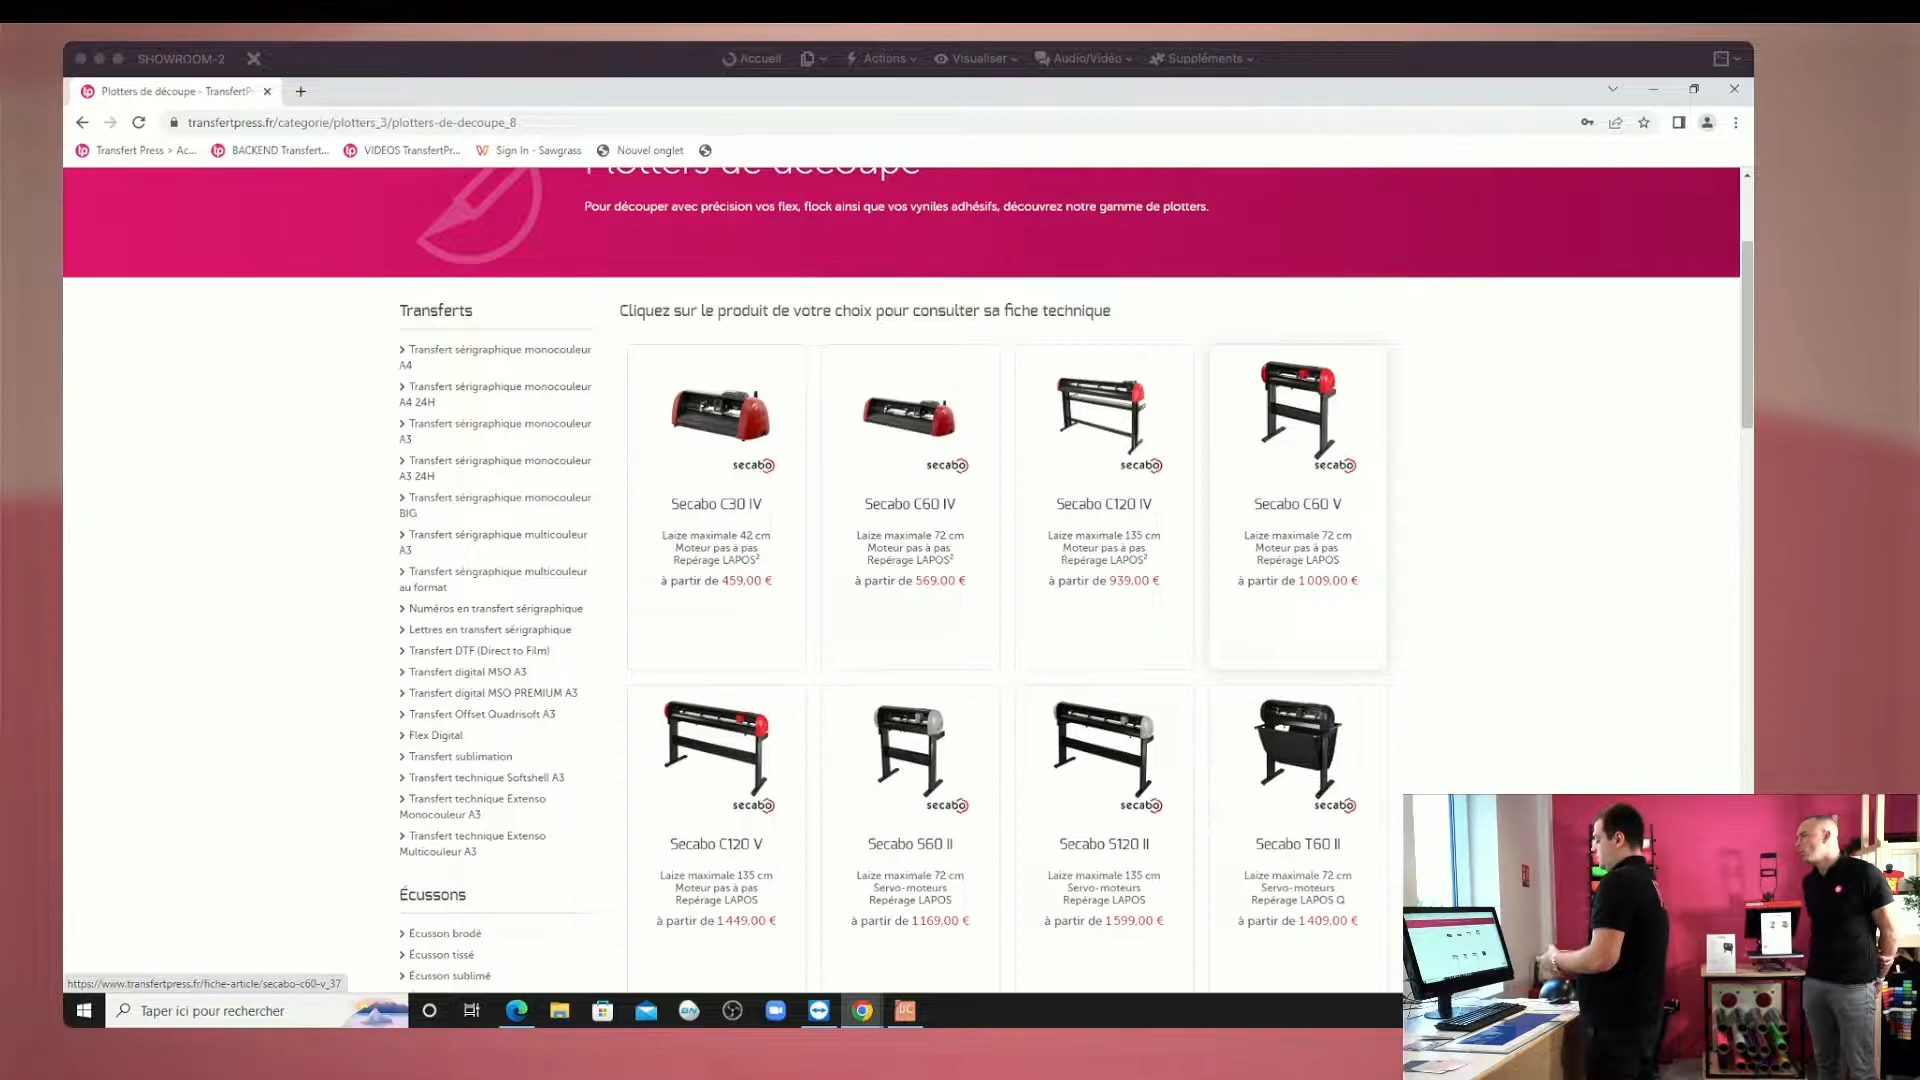 SHOWROOM-2
Accueil
Actions
Visualiser
Audio/Vidéo
Suppléments
Plotters de découpe - TransfertP
transfertpress.fr/categorie/plotters_3/plotters-de-decoupe_8
Transfert Press > Ac...
BACKEND Transfert...
VIDEOS TransfertPr...
Sign In - Sawgrass
Nouvel onglet
Plotters de découpe
Pour découper avec précision vos flex, flock ainsi que vos vyniles adhésifs, découvrez notre gamme de plotters.
Transferts
Transfert sérigraphique monocouleur
A4
Transfert sérigraphique monocouleur
A4 24H
Transfert sérigraphique monocouleur
A3
Transfert sérigraphique monocouleur
A3 24H
Transfert sérigraphique monocouleur
BIG
Transfert sérigraphique multicouleur
A3
Transfert sérigraphique multicouleur
au format
Numéros en transfert sérigraphique
Lettres en transfert sérigraphique
Transfert DTF (Direct to Film)
Transfert digital MSO A3
Transfert digital MSO PREMIUM A3
Transfert Offset Quadrisoft A3
Flex Digital
Transfert sublimation
Transfert technique Softshell A3
Transfert technique Extenso
Monocouleur A3
Transfert technique Extenso
Multicouleur A3
Écussons
Écusson brodé
Écusson tissé
Écusson sublimé
Cliquez sur le produit de votre choix pour consulter sa fiche technique
secabo
Secabo C30 IV
Laize maximale 42 cm
Moteur pas à pas
Repérage LAPOS²
à partir de 459,00 €
secabo
Secabo C60 IV
Laize maximale 72 cm
Moteur pas à pas
Repérage LAPOS²
à partir de 569,00 €
secabo
Secabo C120 IV
Laize maximale 135 cm
Moteur pas à pas
Repérage LAPOS²
à partir de 939,00 €
secabo
Secabo C60 V
Laize maximale 72 cm
Moteur pas à pas
Repérage LAPOS
à partir de 1 009,00 €
secabo
Secabo C120 V
Laize maximale 135 cm
Moteur pas à pas
Repérage LAPOS
à partir de 1 449,00 €
secabo
Secabo S60 II
Laize maximale 72 cm
Servo-moteurs
Repérage LAPOS
à partir de 1 169,00 €
secabo
Secabo S120 II
Laize maximale 135 cm
Servo-moteurs
Repérage LAPOS
à partir de 1 599,00 €
secabo
Secabo T60 II
Laize maximale 72 cm
Servo-moteurs
Repérage LAPOS Q
à partir de 1 409,00 €
https://www.transfertpress.fr/fiche-article/secabo-c60-v_37
Taper ici pour rechercher